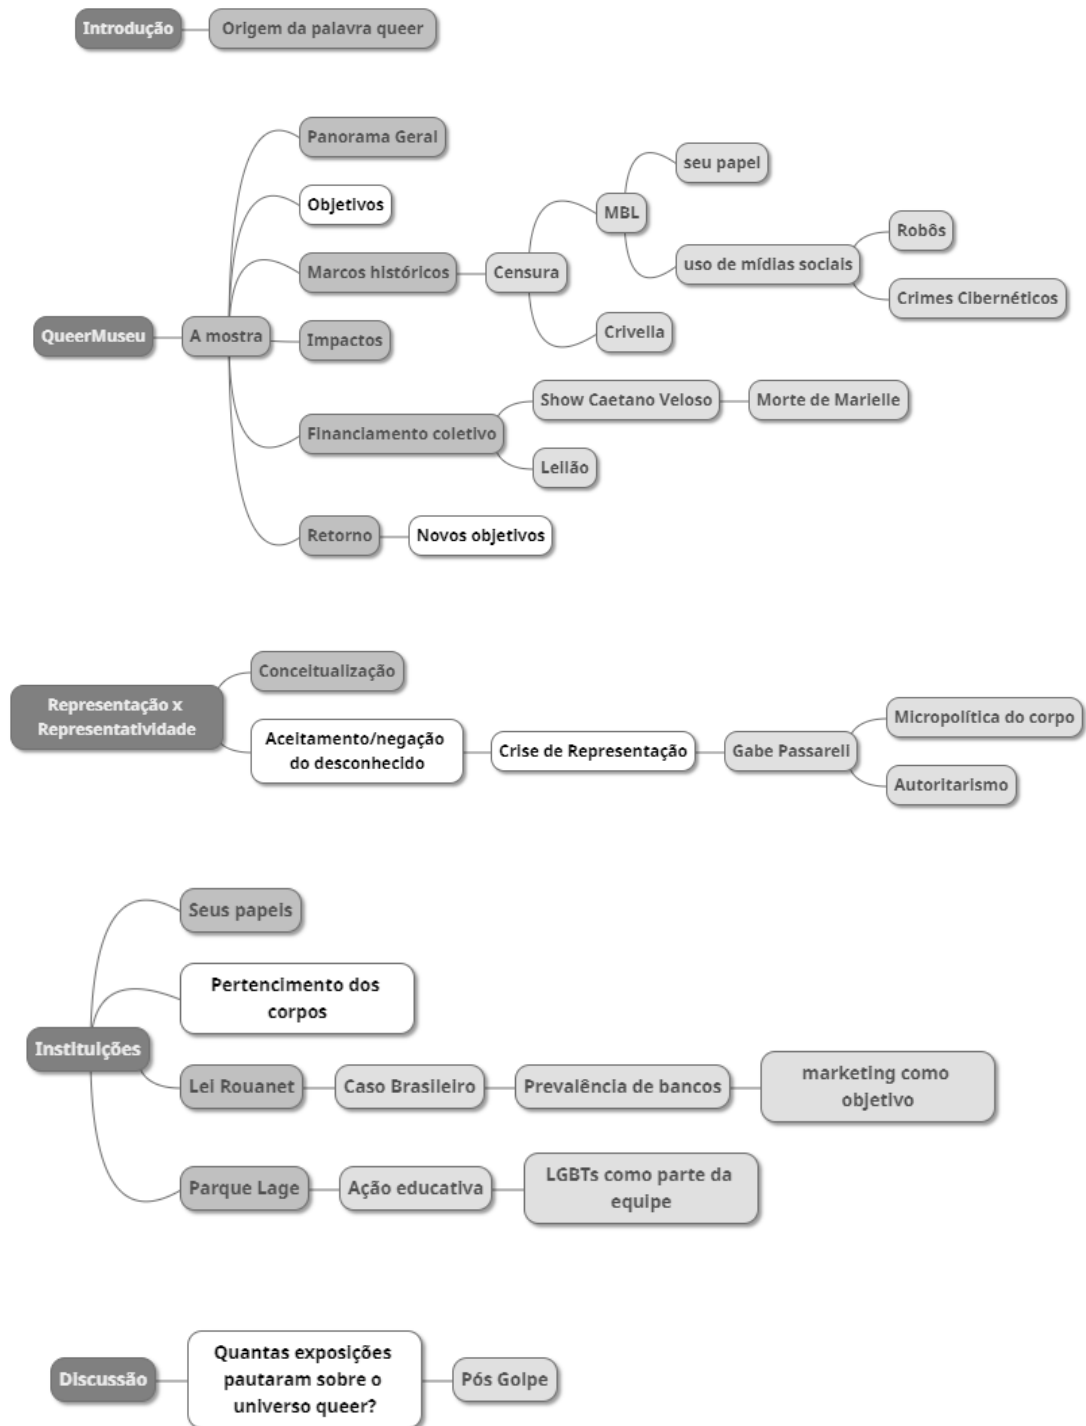 Introdução
Origem da palavra queer
Panorama Geral
seu papel
Objetivos
MBL
Robôs
Marcos históricos
Censura
uso de mídias sociais
Crimes Cibernéticos
QueerMuseu
A mostra
Impactos
Crivella
Financiamento coletivo
Show Caetano Veloso
Morte de Marielle
Leilão
Retorno
Novos objetivos
Representação x
Representatividade
Conceitualização
Aceitamento/negação
do desconhecido
Crise de Representação
Gabe Passareli
Micropolítica do corpo
Autoritarismo
Instituições
Seus papeis
Pertencimento dos
corpos
Lei Rouanet
Caso Brasileiro
Prevalência de bancos
marketing como
objetivo
Parque Lage
Ação educativa
LGBTs como parte da
equipe
Discussão
Quantas exposições
pautaram sobre o
universo queer?
Pós Golpe